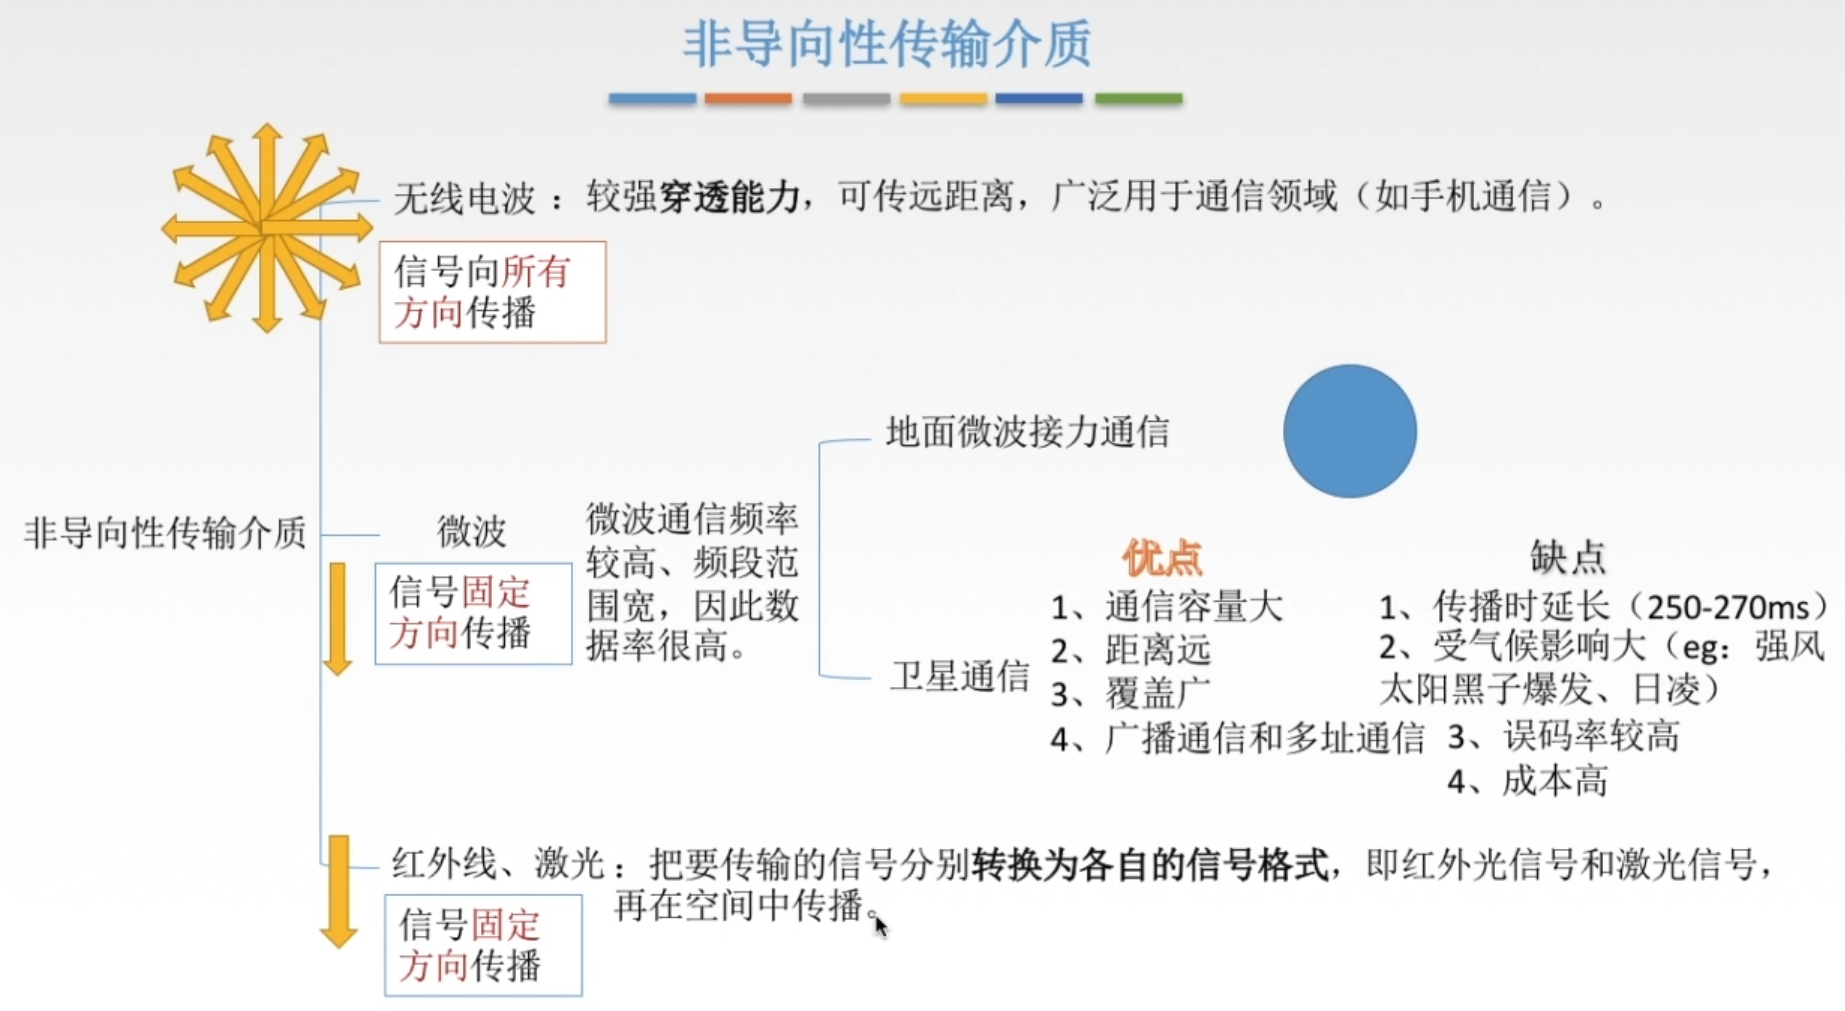 非导向性传输介质
无线电波：较强穿透能力，可传远距离，广泛用于通信领域（如手机通信）。
信号向所有
方向传播
非导向性传输介质
微波
信号固定
方向传播
微波通信频率
较高、频段范
围宽，因此数
据率很高。
地面微波接力通信
卫星通信
优点
1、通信容量大
2、距离远
3、覆盖广
4、广播通信和多址通信
缺点
1、传播时延长（250-270ms）
2、受气候影响大（eg：强风
太阳黑子爆发、日凌）
3、误码率较高
4、成本高
红外线、激光：把要传输的信号分别转换为各自的信号格式，即红外光信号和激光信号，
再在空间中传播。
信号固定
方向传播